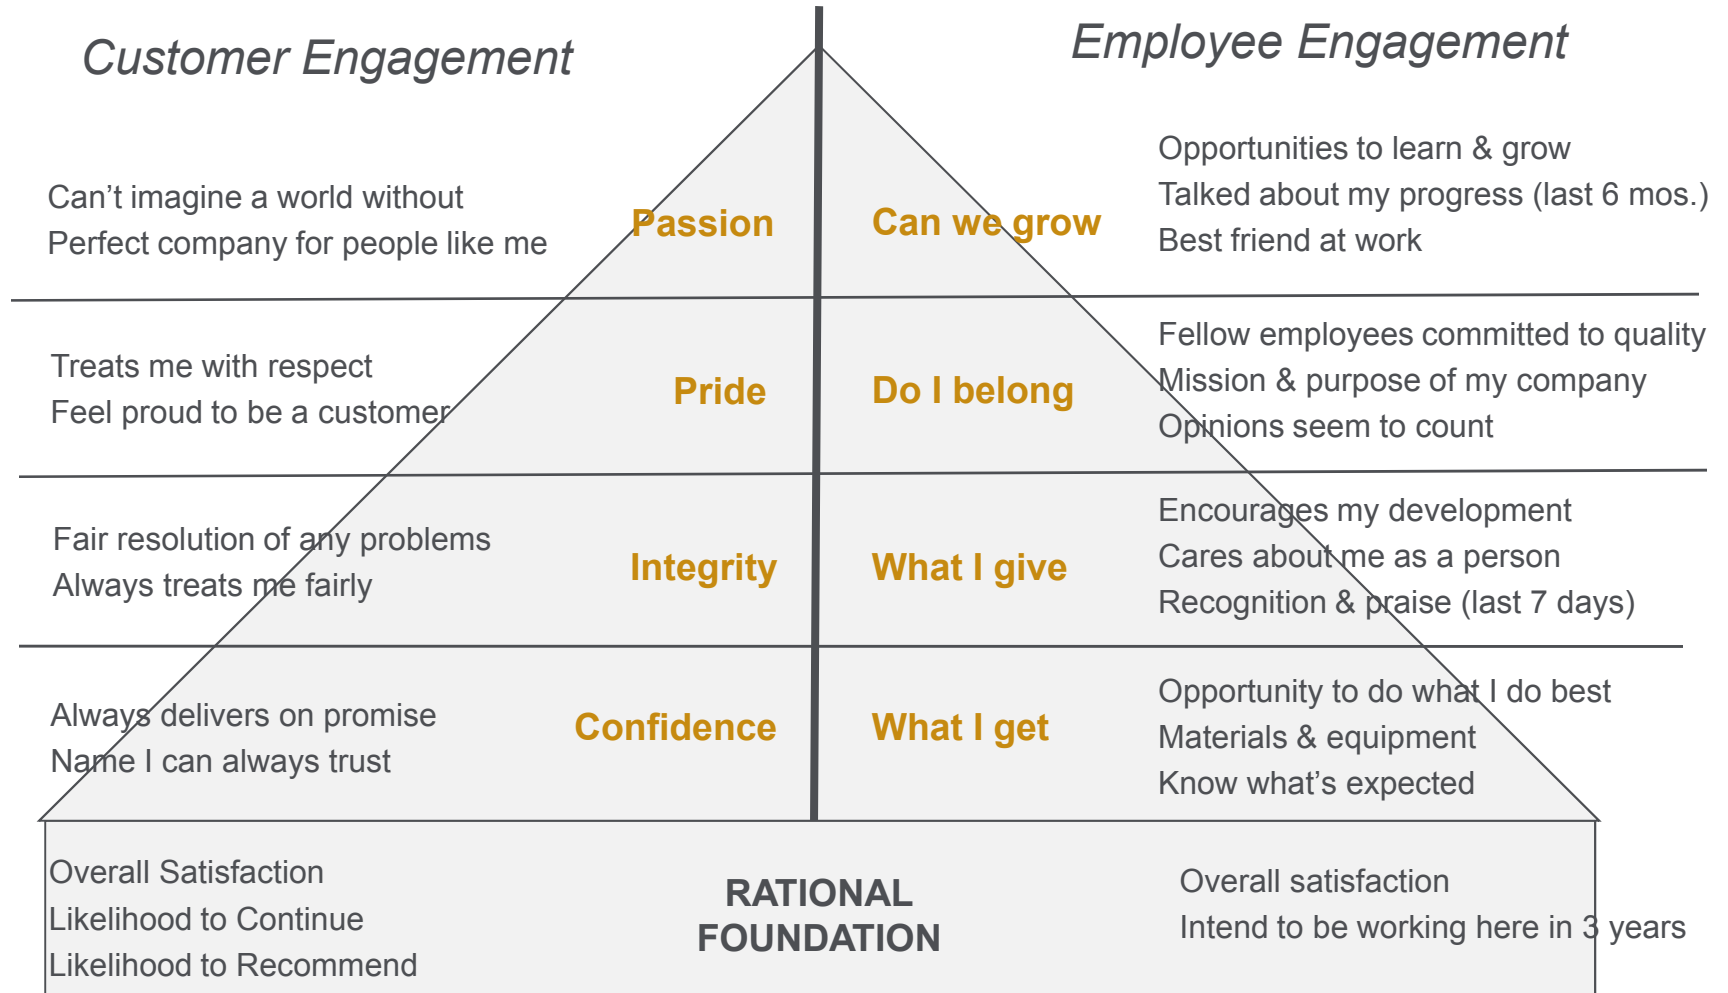 Customer Engagement
Employee Engagement
Can’t imagine a world without
Perfect company for people like me
Passion
Can we grow
Opportunities to learn & grow
Talked about my progress (last 6 mos.)
Best friend at work
Treats me with respect
Feel proud to be a customer
Pride
Do I belong
Fellow employees committed to quality
Mission & purpose of my company
Opinions seem to count
Fair resolution of any problems
Always treats me fairly
Integrity
What I give
Encourages my development
Cares about me as a person
Recognition & praise (last 7 days)
Always delivers on promise
Name I can always trust
Confidence
What I get
Opportunity to do what I do best
Materials & equipment
Know what’s expected
Overall Satisfaction
Likelihood to Continue
Likelihood to Recommend
RATIONAL
FOUNDATION
Overall satisfaction
Intend to be working here in 3 years